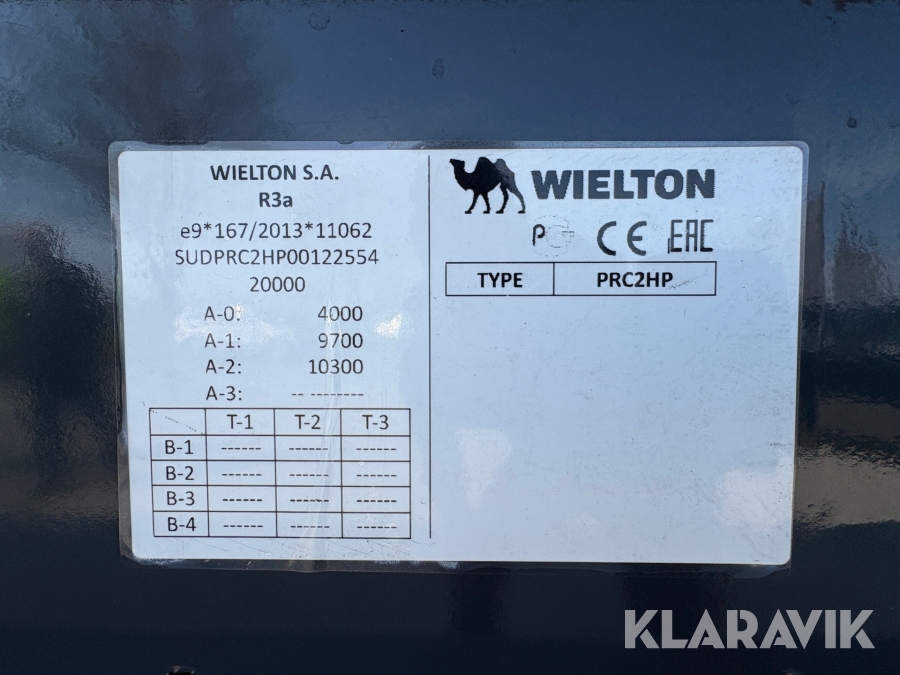 WIELTON S.A.
R3a
e9*167/2013*11062
SUDPRC2HP00122554
20000
A-0: 4000
A-1: 9700
A-2: 10300
A-3: -- --------
T-1 T-2 T-3
B-1 ------ ------ ------
B-2 ------ ------ ------
B-3 ------ ------ ------
B-4 ------ ------ ------
WIELTON
CE EAC
TYPE PRC2HP
KLARAVIK